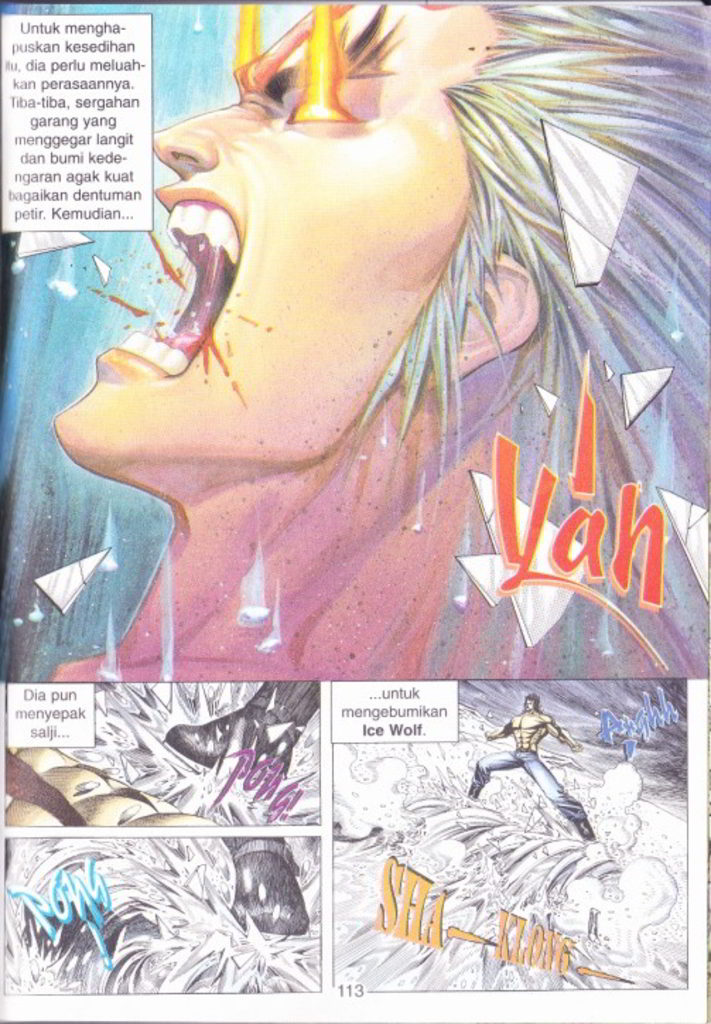 Untuk mengha-
puskan kesedihan
itu, dia perlu meluah-
kan perasaannya.
Tiba-tiba, sergahan
garang yang
menggegar langit
dan bumi kede-
ngaran agak kuat
bagaikan dentuman
petir. Kemudian...
Yah
Dia pun
menyepak
salji...
PONG!!
PONG
...untuk
mengebumikan
Ice Wolf.
SHA-
KLONG-
113